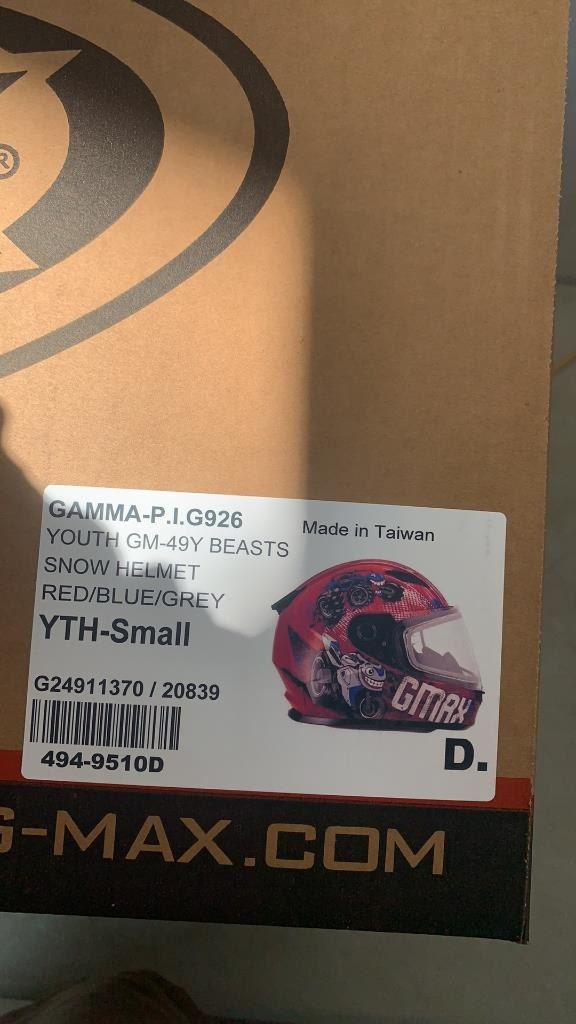 ®
GAMMA-P.I.G926
Made in Taiwan
YOUTH GM-49Y BEASTS
SNOW HELMET
RED/BLUE/GREY
YTH-Small
G24911370 / 20839
494-9510D
GMAX
D.
G-MAX.COM